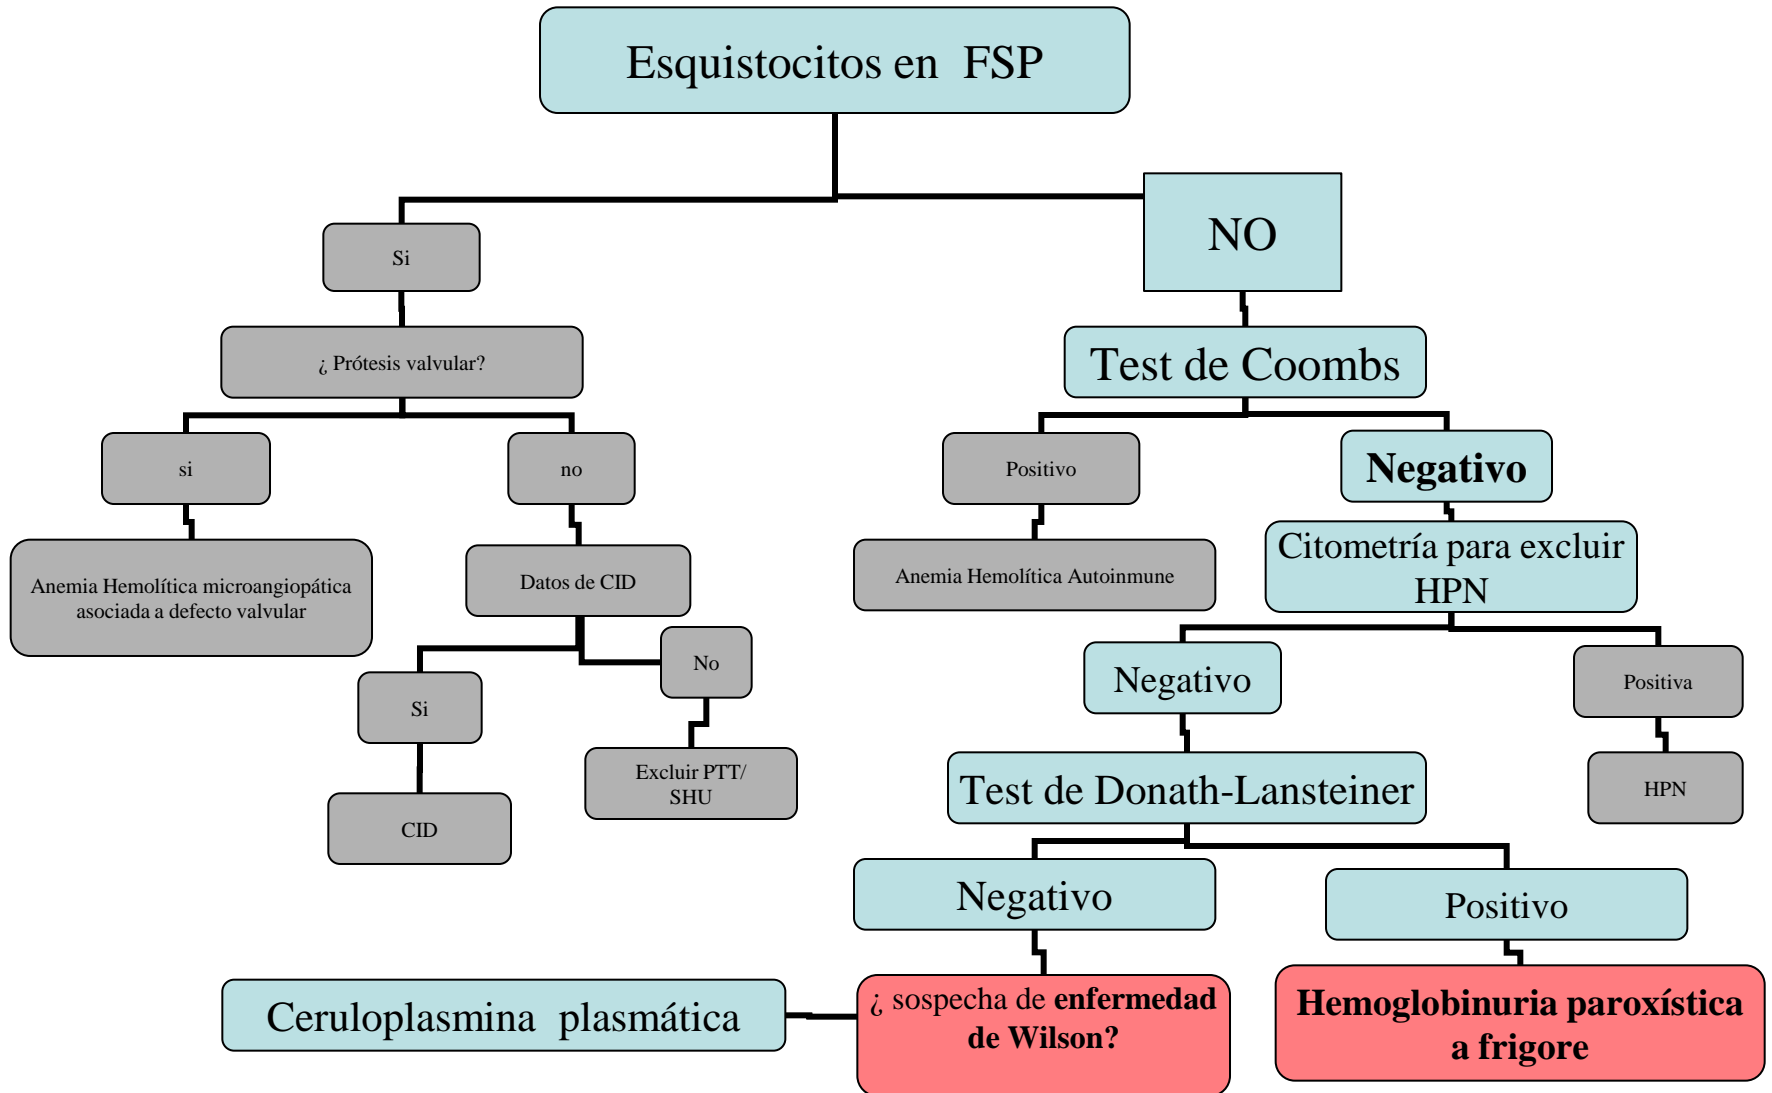 Esquistocitos en FSP
NO
Si
¿ Prótesis valvular?
Test de Coombs
si
no
Positivo
Negativo
Anemia Hemolítica microangiopática
asociada a defecto valvular
Datos de CID
Anemia Hemolítica Autoinmune
Citometría para excluir
HPN
No
Si
Negativo
Positiva
Excluir PTT/
SHU
CID
Test de Donath-Lansteiner
HPN
Negativo
Positivo
Ceruloplasmina plasmática
¿ sospecha de enfermedad
de Wilson?
Hemoglobinuria paroxística
a frigore